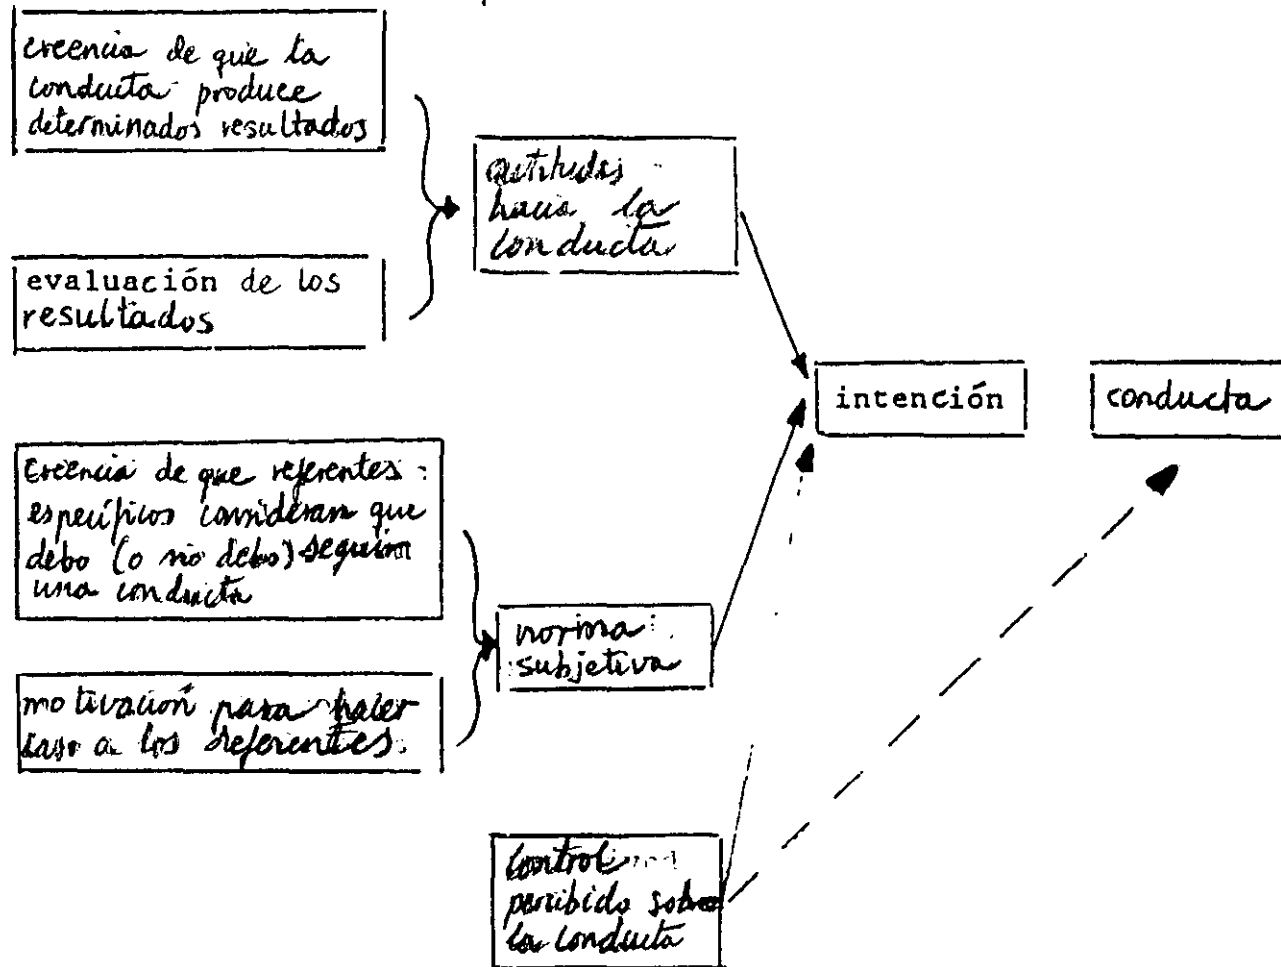 creencia de que la
conducta produce
determinados resultados
actitudes
hacia la
conducta
evaluación de los
resultados
intención
conducta
Creencia de que referentes
específicos consideran que
debo (o no debo) seguir
una conducta
norma
subjetiva
motivación para hacer
caso a los referentes
control
percibido sobre
la conducta